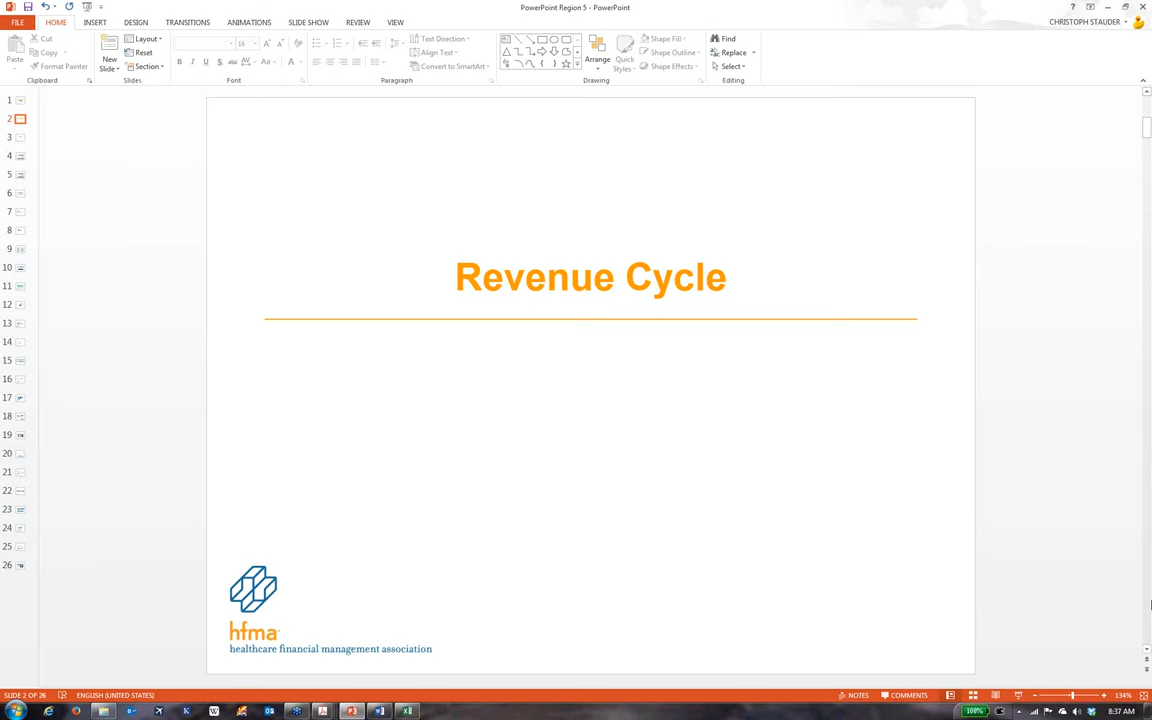 PowerPoint Region 5 - PowerPoint
FILE HOME INSERT DESIGN TRANSITIONS ANIMATIONS SLIDE SHOW REVIEW VIEW CHRISTOPH STAUDER
Paste Cut Copy Format Painter
Clipboard
New Slide Layout Reset Section
Slides
16
B I U S abc AV Aa A
Font
Text Direction Align Text Convert to SmartArt
Paragraph
Arrange Quick Styles Shape Fill Shape Outline Shape Effects
Drawing
Find Replace Select
Editing
1
2
3
4
5
6
7
8
9
10
11
12
13
14
15
16
17
18
19
20
21
22
23
24
25
26
Revenue Cycle
hfma
healthcare financial management association
SLIDE 2 OF 26 ENGLISH (UNITED STATES) NOTES COMMENTS 134%
100% 8:37 AM